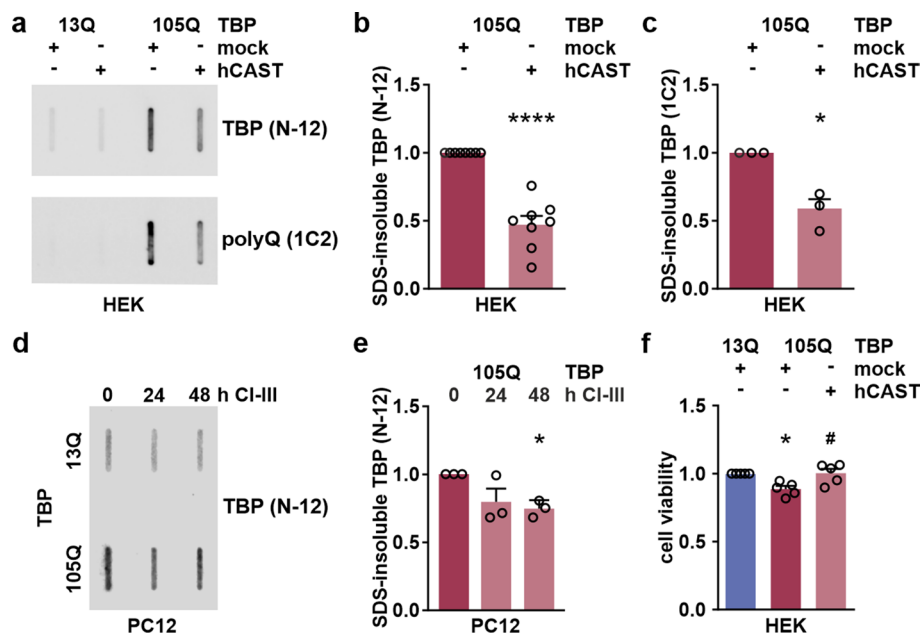 a
13Q 105Q TBP
+ - + - mock
- + - + hCAST
TBP (N-12)
polyQ (1C2)
HEK
b
105Q TBP
+ - mock
- + hCAST
SDS-insoluble TBP (N-12)
1.5
1.0
0.5
0.0
****
HEK
c
105Q TBP
+ - mock
- + hCAST
SDS-insoluble TBP (1C2)
1.5
1.0
0.5
0.0
*
HEK
d
0 24 48 h CI-III
TBP
13Q
105Q
TBP (N-12)
PC12
e
105Q TBP
0 24 48 h CI-III
SDS-insoluble TBP (N-12)
1.5
1.0
0.5
0.0
*
PC12
f
13Q 105Q TBP
+ + - mock
- - + hCAST
cell viability
1.5
1.0
1.0
0.0
* #
HEK